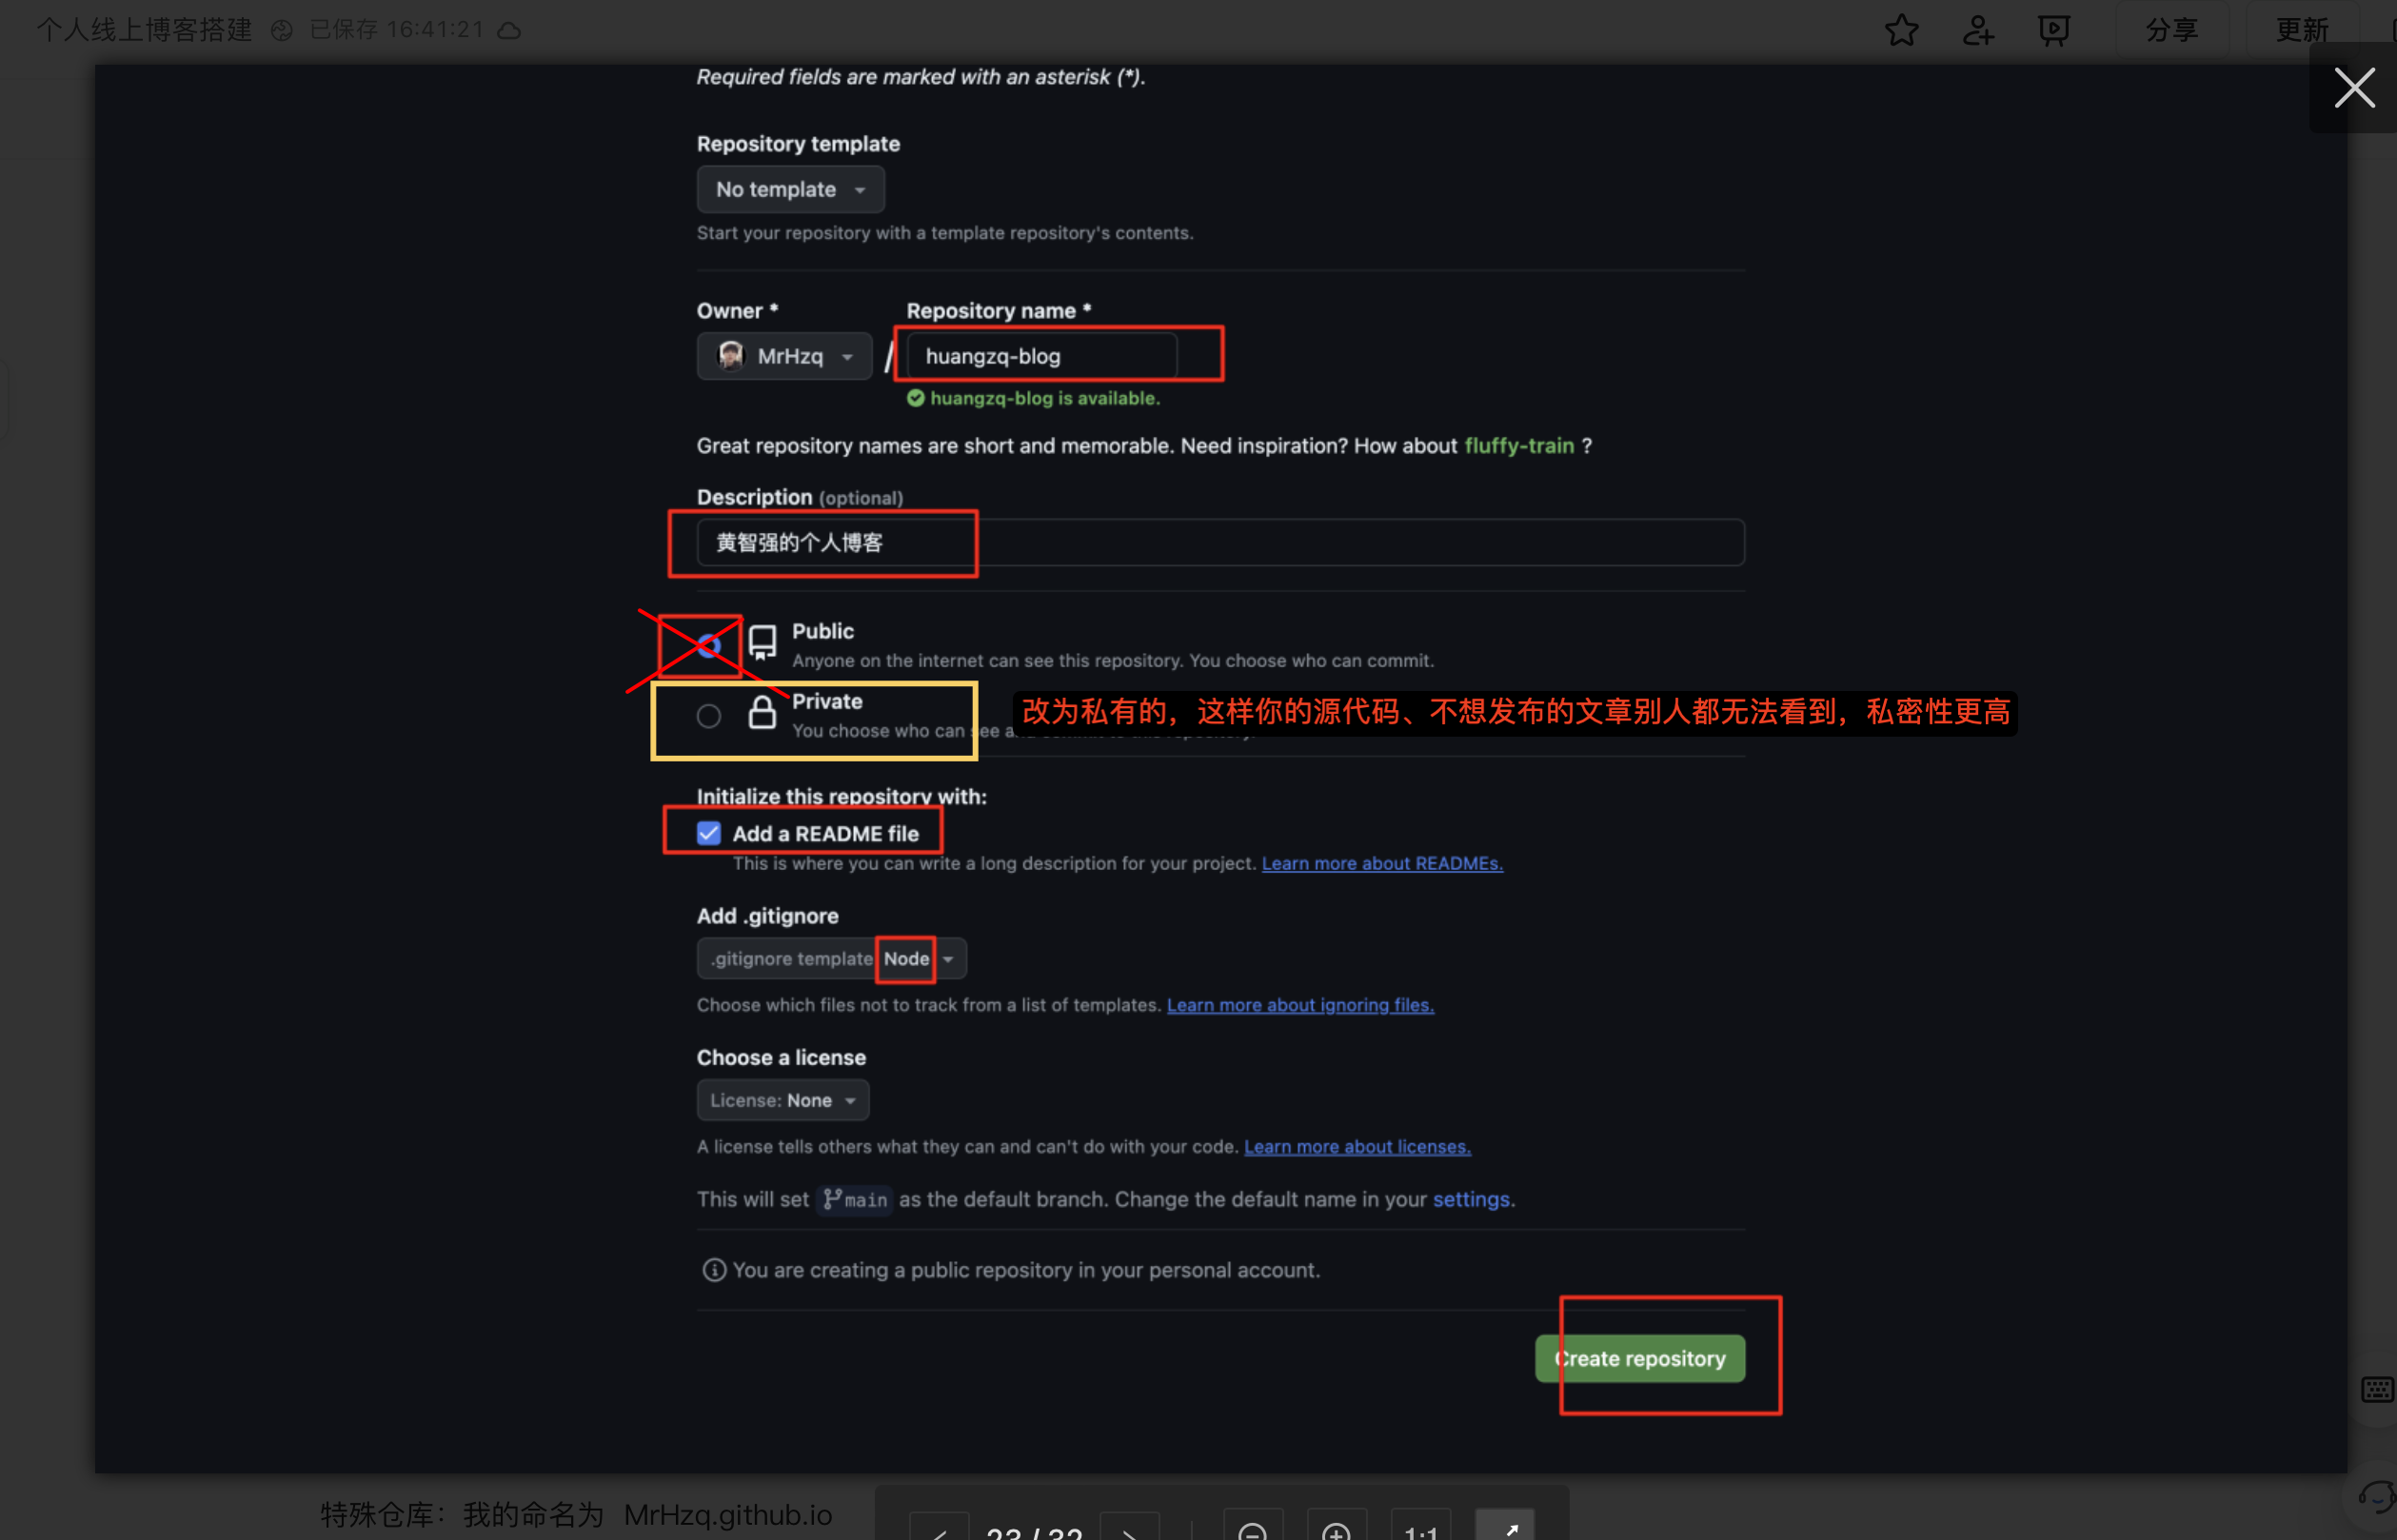 个人线上博客搭建 已保存 16:41:21 分享 更新
Required fields are marked with an asterisk (*).
Repository template
No template
Start your repository with a template repository's contents.
Owner * Repository name *
MrHzq / huangzq-blog
huangzq-blog is available.
Great repository names are short and memorable. Need inspiration? How about fluffy-train ?
Description (optional)
黄智强的个人博客
Public
Anyone on the internet can see this repository. You choose who can commit.
Private
改为私有的，这样你的源代码、不想发布的文章别人都无法看到，私密性更高
You choose who can see a
Initialize this repository with:
Add a README file
This is where you can write a long description for your project. Learn more about READMEs.
Add .gitignore
.gitignore template Node
Choose which files not to track from a list of templates. Learn more about ignoring files.
Choose a license
License: None
A license tells others what they can and can't do with your code. Learn more about licenses.
This will set main as the default branch. Change the default name in your settings.
You are creating a public repository in your personal account.
Create repository
特殊仓库：我的命名为 MrHzq.github.io
23 / 32 1:1